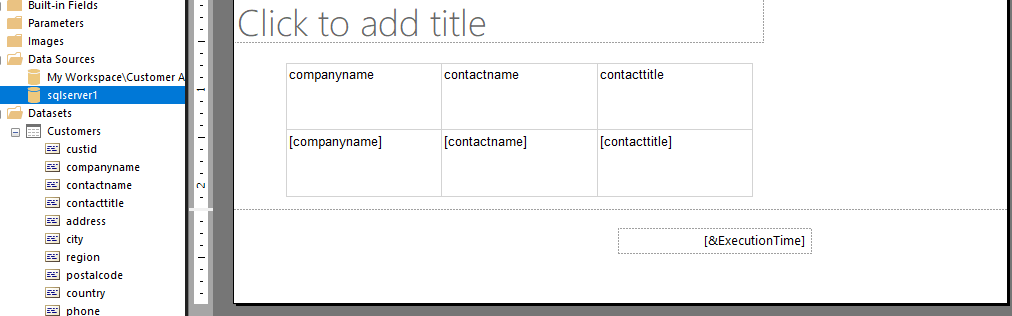 Built-in Fields
Parameters
Images
Data Sources
My Workspace\Customer A
sqlserver1
Datasets
Customers
custid
companyname
contactname
contacttitle
address
city
region
postalcode
country
phone
1
2
Click to add title
companyname contactname contacttitle
[companyname] [contactname] [contacttitle]
[&ExecutionTime]